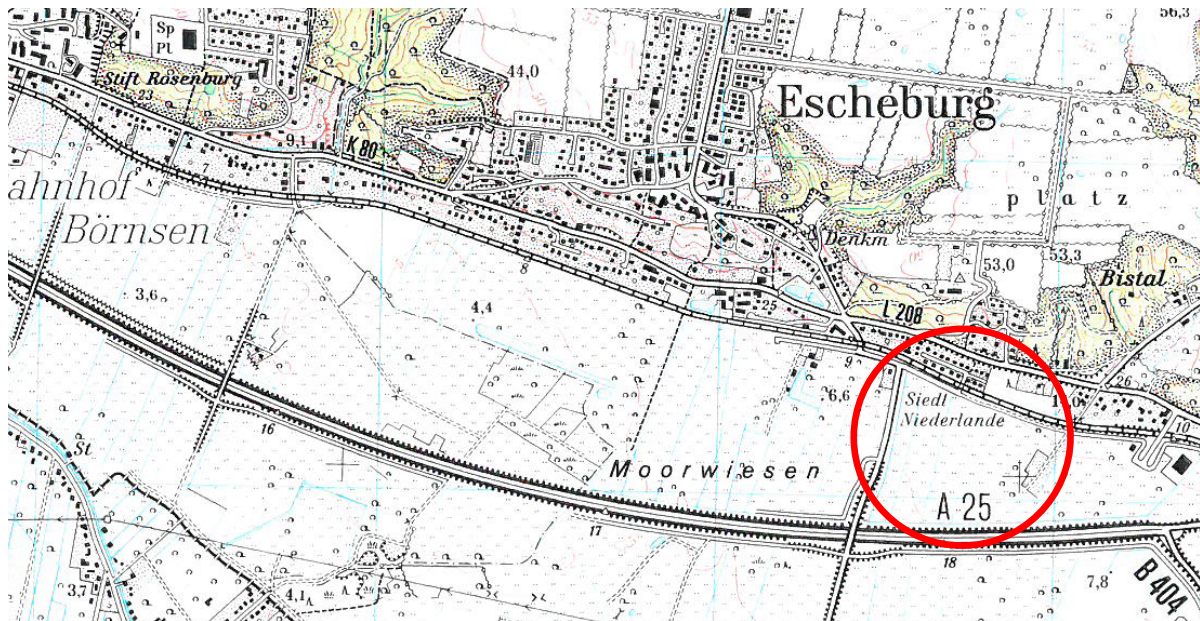 Sp
Pl
Stift Rosenburg
23
44,0
56,3
9,1
K 80
7
Escheburg
platz
ahnhof
Börnsen
Denkm
53,0
53,3
Bistal
8
3,6
4,4
25
L 208
9
6,6
Siedl
Niederlande
26
10
16
St
Moorwiesen
A 25
17
18
3,7
4,1
7,8
B 404